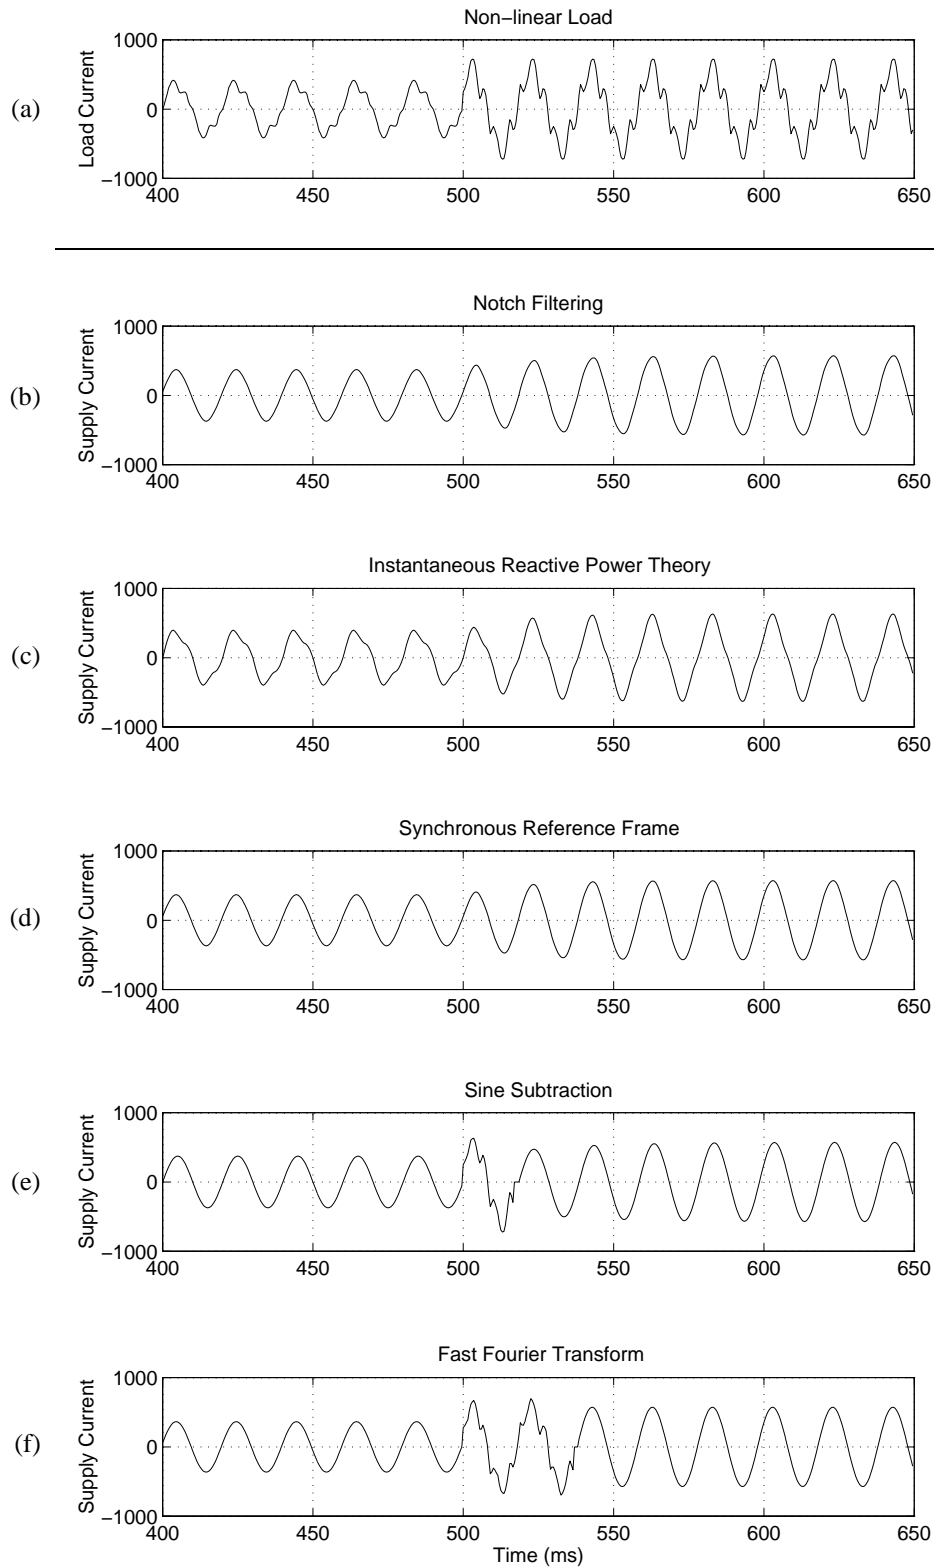 Non−linear Load
(a)
Load Current
1000
0
−1000
400 450 500 550 600 650
Notch Filtering
(b)
Supply Current
1000
0
−1000
400 450 500 550 600 650
Instantaneous Reactive Power Theory
(c)
Supply Current
1000
0
−1000
400 450 500 550 600 650
Synchronous Reference Frame
(d)
Supply Current
1000
0
−1000
400 450 500 550 600 650
Sine Subtraction
(e)
Supply Current
1000
0
−1000
400 450 500 550 600 650
Fast Fourier Transform
(f)
Supply Current
1000
0
−1000
400 450 500 550 600 650
Time (ms)